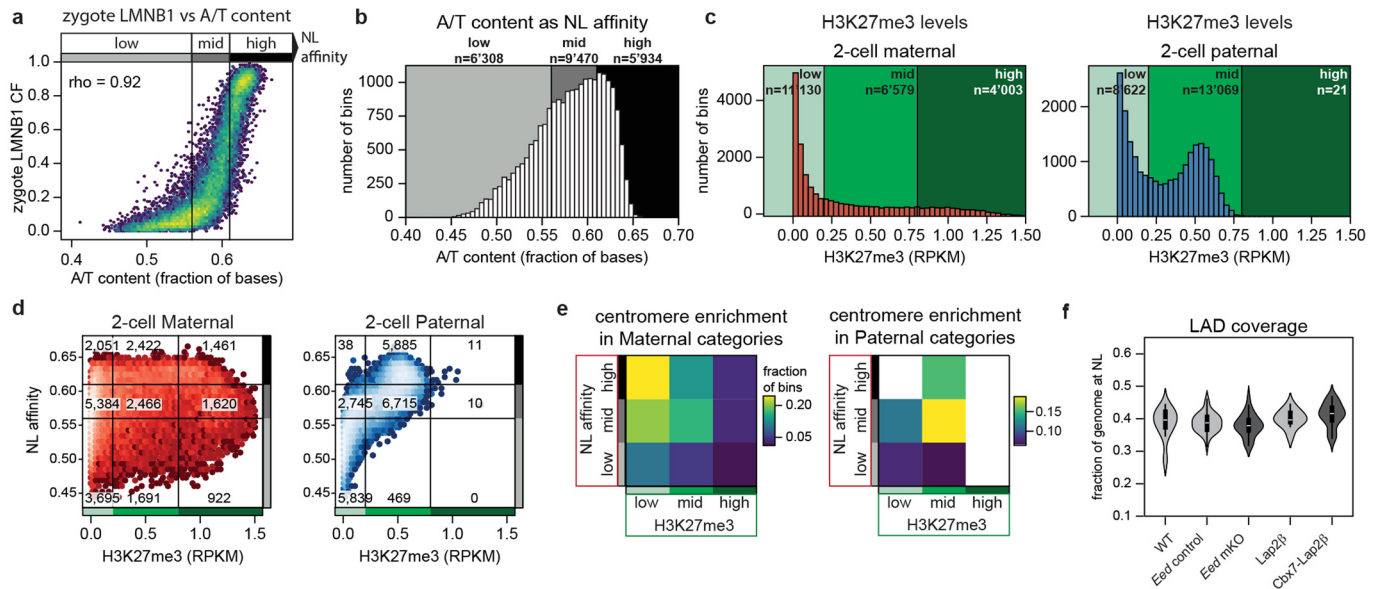 a
zygote LMNB1 vs A/T content
low
mid
high
NL
affinity
rho = 0.92
1.0
0.8
0.6
0.4
0.2
0.0
zygote LMNB1 CF
0.4
0.5
0.6
A/T content (fraction of bases)
b
A/T content as NL affinity
low
n=6'308
mid
n=9'470
high
n=5'934
1000
750
500
250
0
number of bins
0.40
0.45
0.50
0.55
0.60
0.65
0.70
A/T content (fraction of bases)
c
H3K27me3 levels
2-cell maternal
low
n=11'130
mid
n=6'579
high
n=4'003
4000
2000
0
number of bins
0.00
0.25
0.50
0.75
1.00
1.25
1.50
H3K27me3 (RPKM)
H3K27me3 levels
2-cell paternal
low
n=8'622
mid
n=13'069
high
n=21
2000
1000
0
0.00
0.25
0.50
0.75
1.00
1.25
1.50
H3K27me3 (RPKM)
d
2-cell Maternal
2,051
2,422
1,461
5,384
2,466
1,620
3,695
1,691
922
0.65
0.60
0.55
0.50
0.45
NL affinity
0.0
0.5
1.0
1.5
H3K27me3 (RPKM)
2-cell Paternal
38
5,885
11
2,745
6,715
10
5,839
469
0
0.65
0.60
0.55
0.50
0.45
0.0
0.5
1.0
1.5
H3K27me3 (RPKM)
e
centromere enrichment
in Maternal categories
NL affinity
high
mid
low
low
mid
high
H3K27me3
fraction
of bins
0.20
0.05
centromere enrichment
in Paternal categories
NL affinity
high
mid
low
low
mid
high
H3K27me3
0.15
0.10
f
LAD coverage
0.6
0.5
0.4
0.3
0.2
0.1
fraction of genome at NL
WT
Eed control
Eed mKO
Lap2β
Cbx7-Lap2β